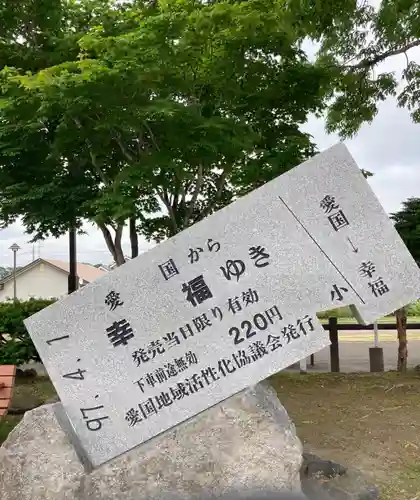 97. 4. 1
愛国から
幸福ゆき
発売当日限り有効
下車前途無効
220円
愛国地域活性化協議会発行
愛国→幸福
小